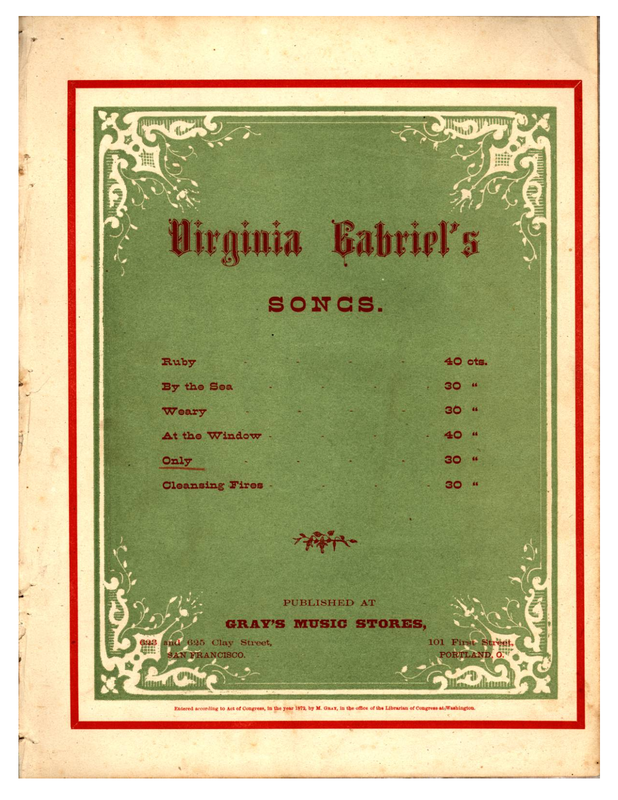 Virginia Gabriel's
SONGS.
Ruby - - - - 40 cts.
By the Sea - - - - 30 "
Weary - - - - 30 "
At the Window - - - - 40 "
Only - - - - 30 "
Cleansing Fires - - - - 30 "
PUBLISHED AT
GRAY'S MUSIC STORES,
623 and 625 Clay Street, 101 First Street,
SAN FRANCISCO. PORTLAND, O.
Entered according to Act of Congress, in the year 1872, by M. GRAY, in the office of the Librarian of Congress at Washington.